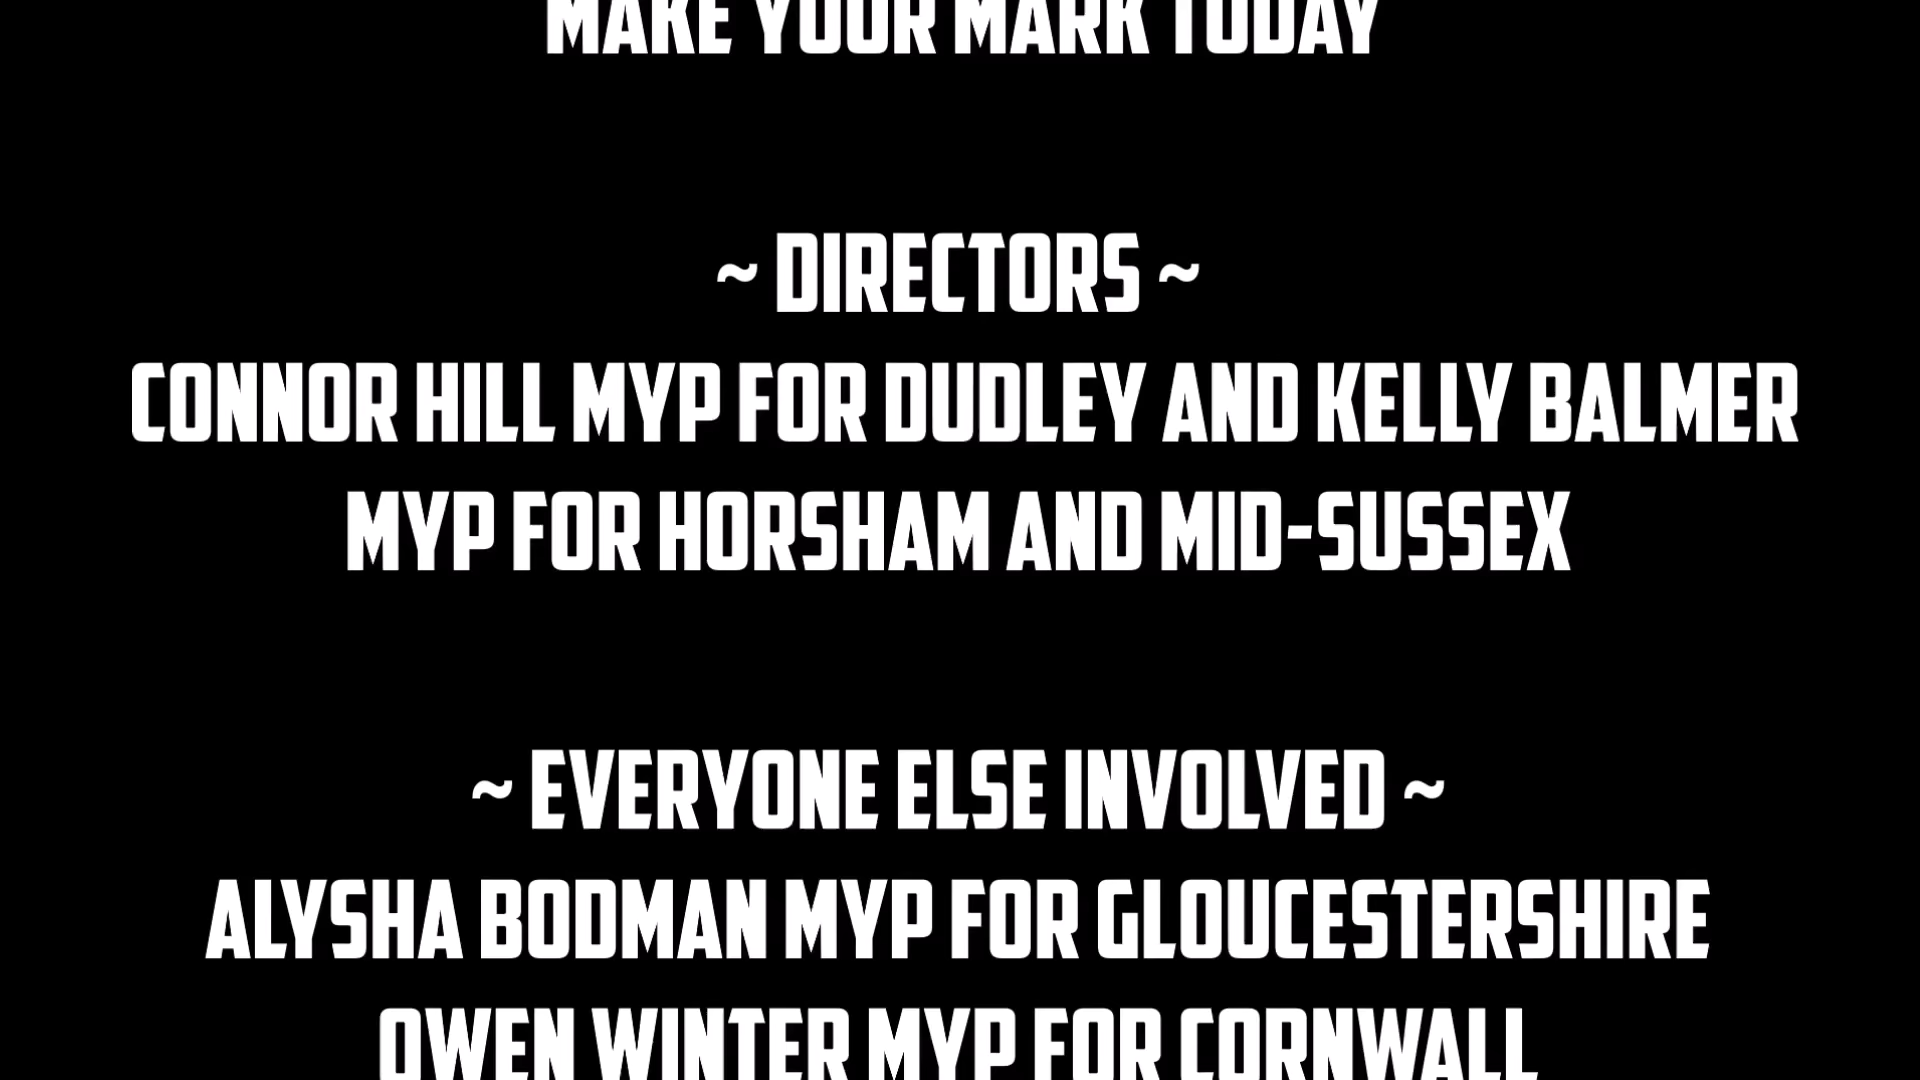 MAKE YOUR MARK TODAY
~ DIRECTORS ~
CONNOR HILL MYP FOR DUDLEY AND KELLY BALMER
MYP FOR HORSHAM AND MID-SUSSEX
~ EVERYONE ELSE INVOLVED ~
ALYSHA BODMAN MYP FOR GLOUCESTERSHIRE
OWEN WINTER MYP FOR CORNWALL